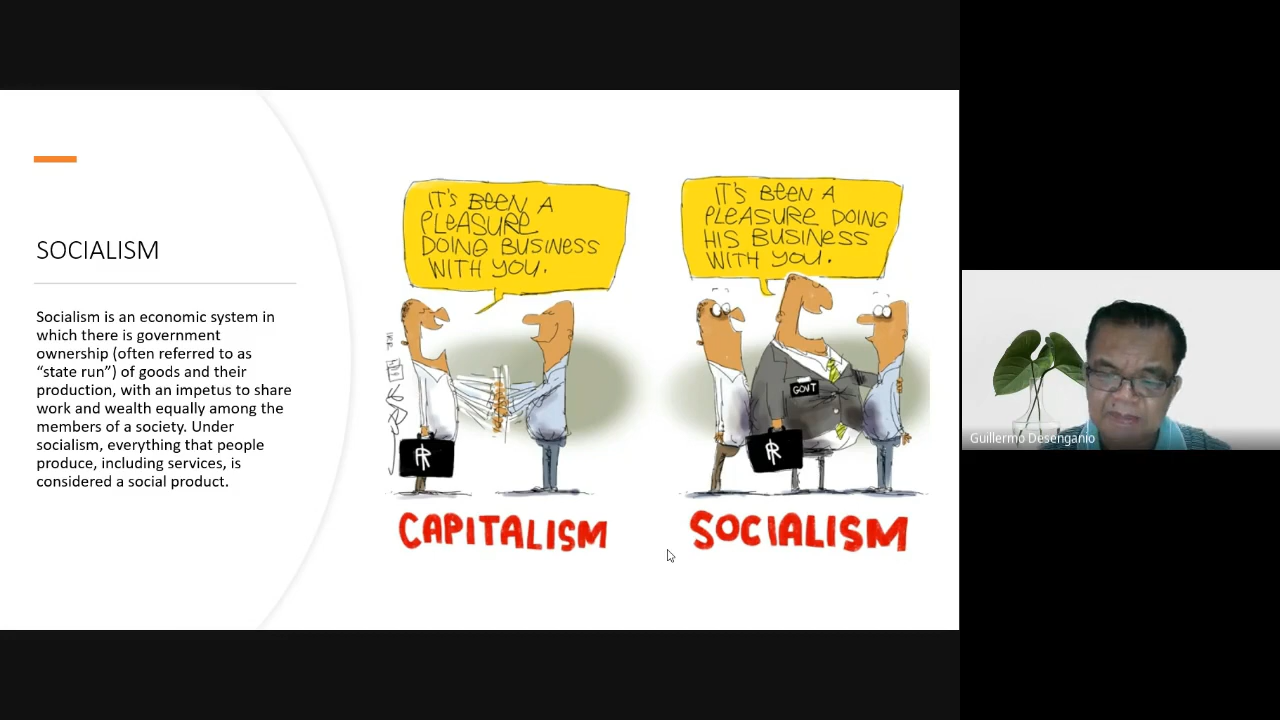 SOCIALISM
Socialism is an economic system in
which there is government
ownership (often referred to as
“state run”) of goods and their
production, with an impetus to share
work and wealth equally among the
members of a society. Under
socialism, everything that people
produce, including services, is
considered a social product.
IT'S BEEN A
PLEASURE
DOING BUSINESS
WITH YOU.
CAPITALISM
IT'S BEEN A
PLEASURE DOING
HIS BUSINESS
WITH YOU.
GOVT
SOCIALISM
Guillermo Desenganio